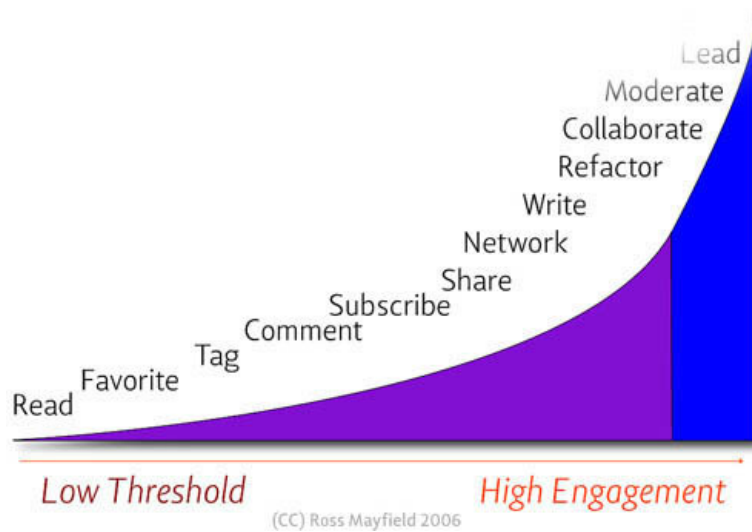 Lead
Moderate
Collaborate
Refactor
Write
Network
Share
Subscribe
Comment
Tag
Favorite
Read
Low Threshold
High Engagement
(CC) Ross Mayfield 2006